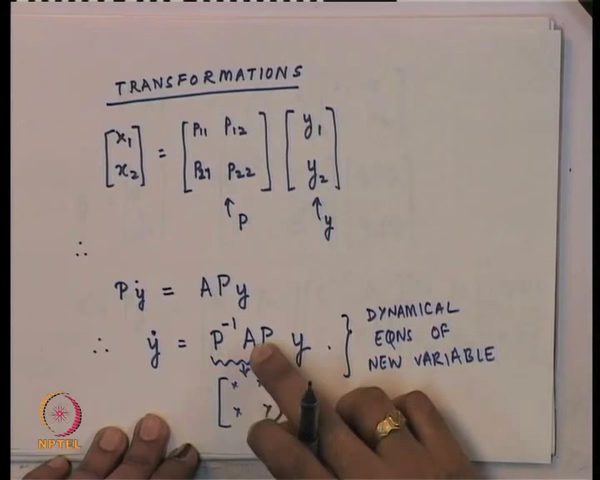 TRANSFORMATIONS
[x₁ x₂] = [p₁₁ p₁₂ p₂₁ p₂₂] [y₁ y₂]
↑ P ↑ y
∴
Pẏ = APy
∴ ẏ = P⁻¹AP y . } DYNAMICAL
EQNS OF
NEW VARIABLE
NPTEL